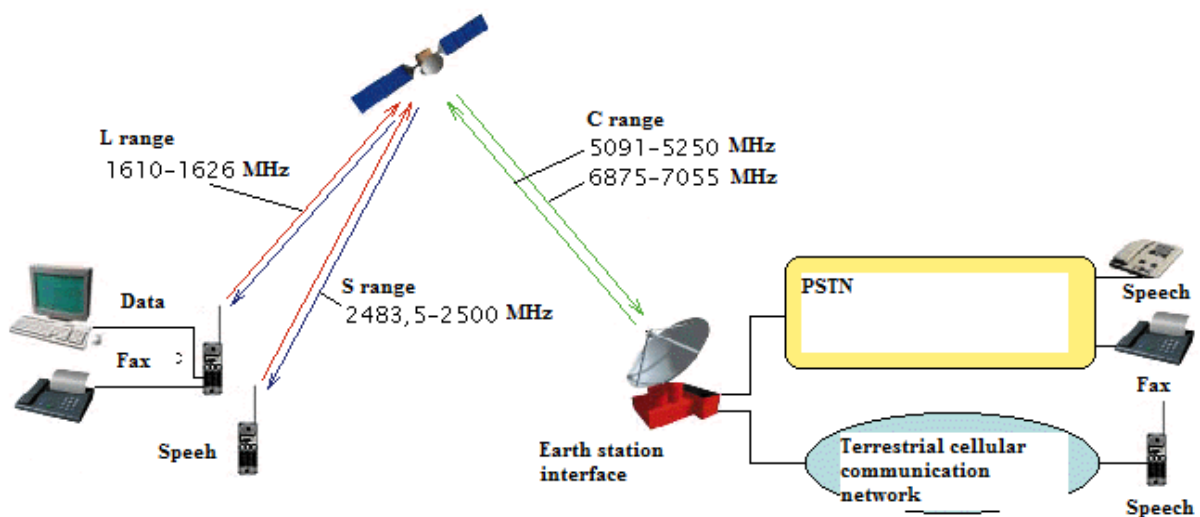 L range
1610-1626 MHz
C range
5091-5250 MHz
6875-7055 MHz
S range
2483,5-2500 MHz
Data
Fax
Speeh
Earth station
interface
PSTN
Speech
Fax
Terrestrial cellular
communication
network
Speech